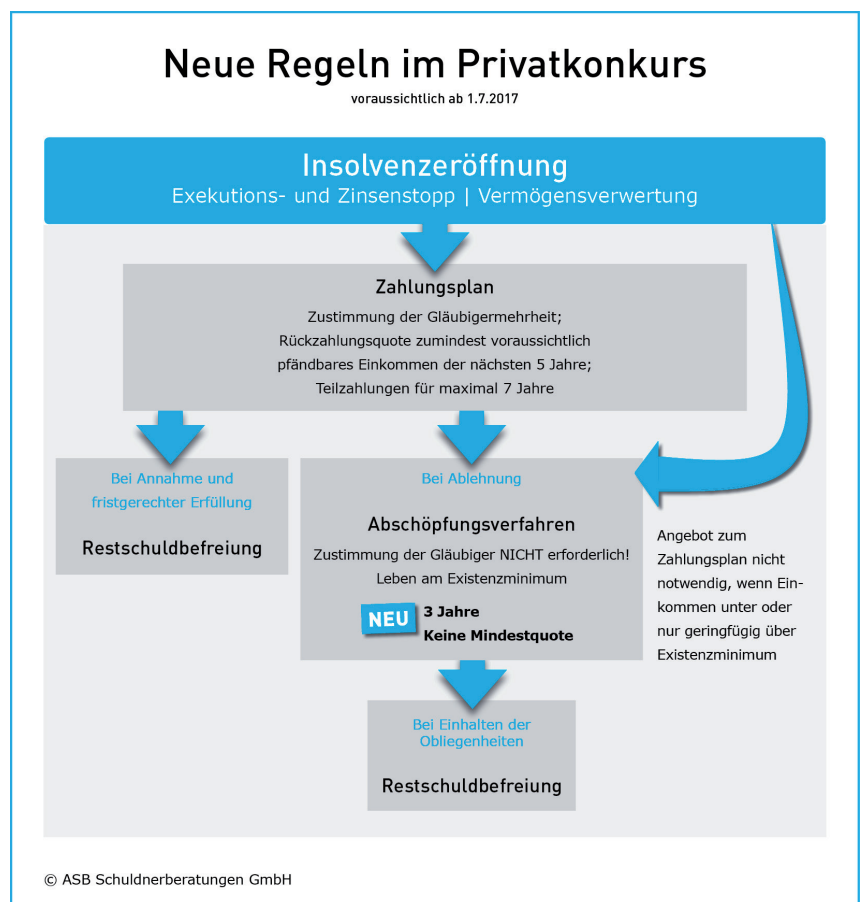 Neue Regeln im Privatkonkurs
voraussichtlich ab 1.7.2017
Insolvenzeröffnung
Exekutions- und Zinsenstopp | Vermögensverwertung
Zahlungsplan
Zustimmung der Gläubigermehrheit;
Rückzahlungsquote zumindest voraussichtlich
pfändbares Einkommen der nächsten 5 Jahre;
Teilzahlungen für maximal 7 Jahre
Bei Annahme und
fristgerechter Erfüllung
Restschuldbefreiung
Bei Ablehnung
Abschöpfungsverfahren
Zustimmung der Gläubiger NICHT erforderlich!
Leben am Existenzminimum
NEU
3 Jahre
Keine Mindestquote
Angebot zum
Zahlungsplan nicht
notwendig, wenn Ein-
kommen unter oder
nur geringfügig über
Existenzminimum
Bei Einhalten der
Obliegenheiten
Restschuldbefreiung
© ASB Schuldnerberatungen GmbH